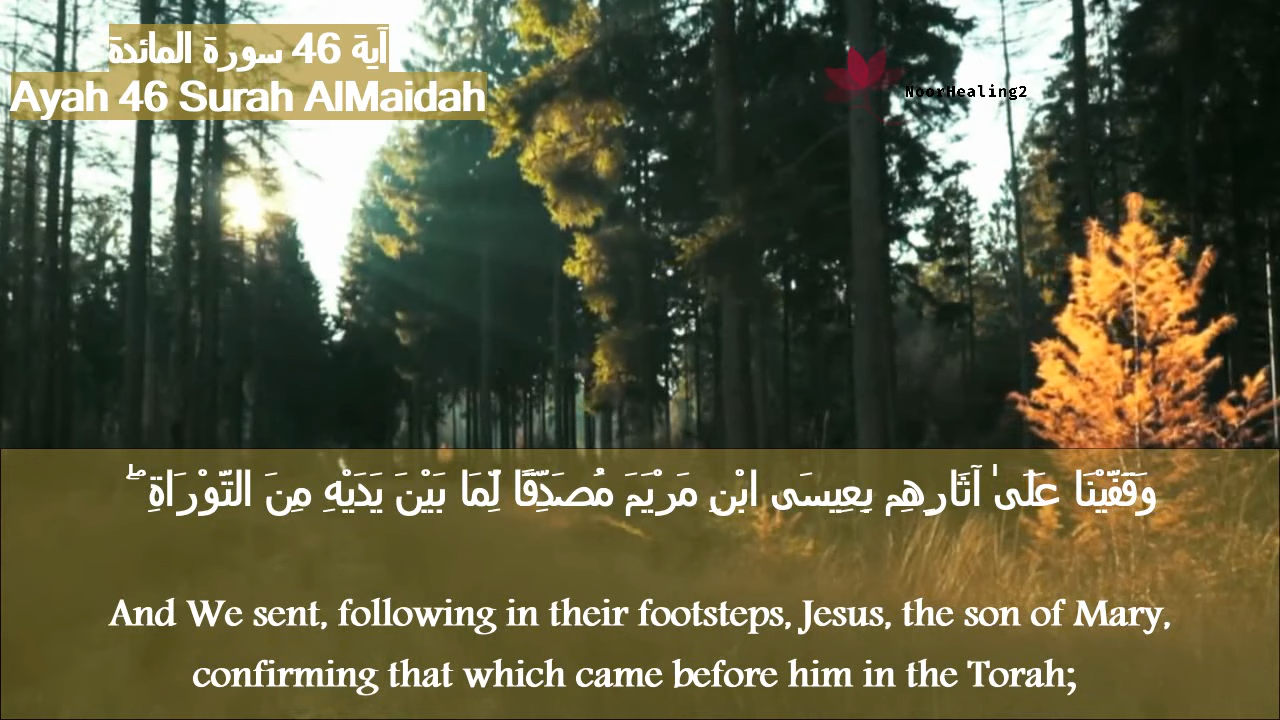 آية 46 سورة المائدة
Ayah 46 Surah AlMaidah
NoorHealing2
وَقَفَّيْنَا عَلَىٰ آثَارِهِم بِعِيسَى ابْنِ مَرْيَمَ مُصَدِّقًا لِّمَا بَيْنَ يَدَيْهِ مِنَ التَّوْرَاةِ ۖ
And We sent, following in their footsteps, Jesus, the son of Mary,
confirming that which came before him in the Torah;